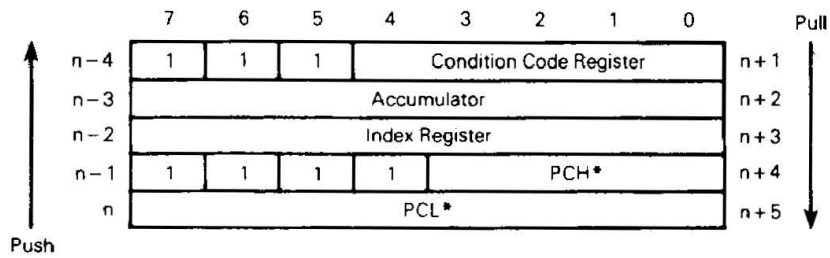 7 6 5 4 3 2 1 0 Pull
n−4 1 1 1 Condition Code Register n+1
n−3 Accumulator n+2
n−2 Index Register n+3
n−1 1 1 1 1 PCH* n+4
n PCL* n+5
Push